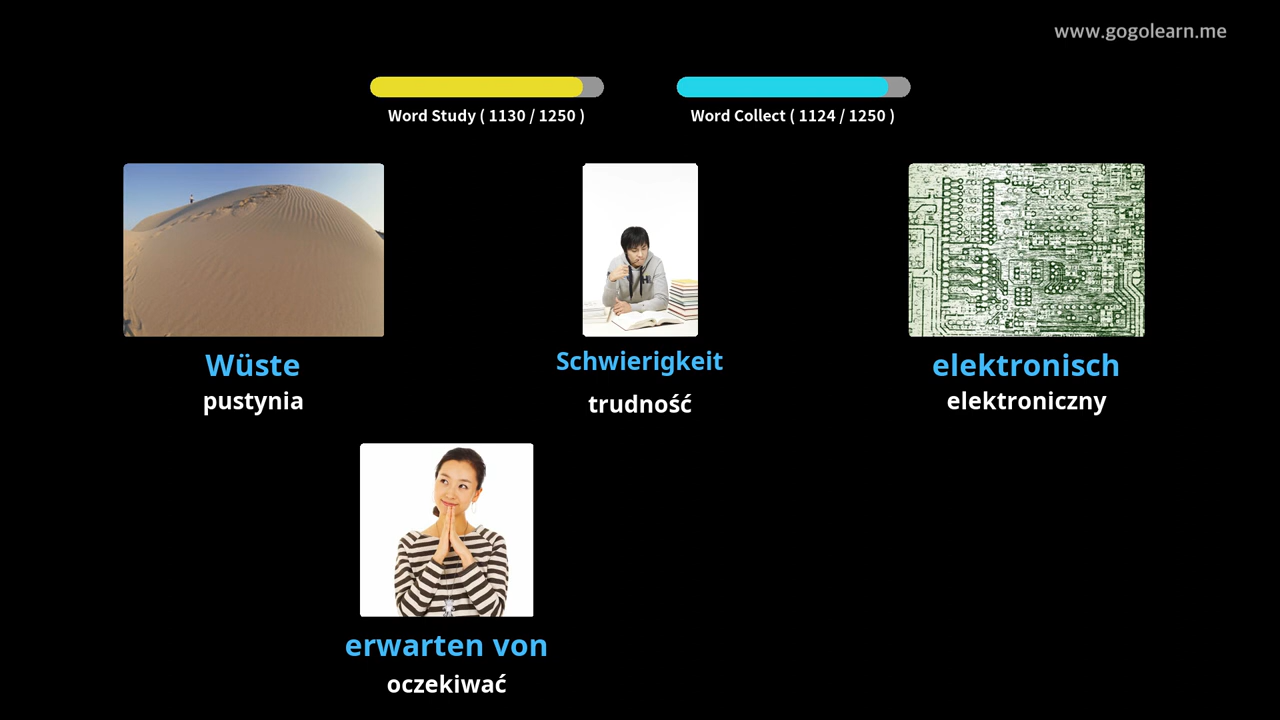 www.gogolearn.me
Word Study ( 1130 / 1250 )
Word Collect ( 1124 / 1250 )
Wüste
pustynia
Schwierigkeit
trudność
elektronisch
elektroniczny
erwarten von
oczekiwać